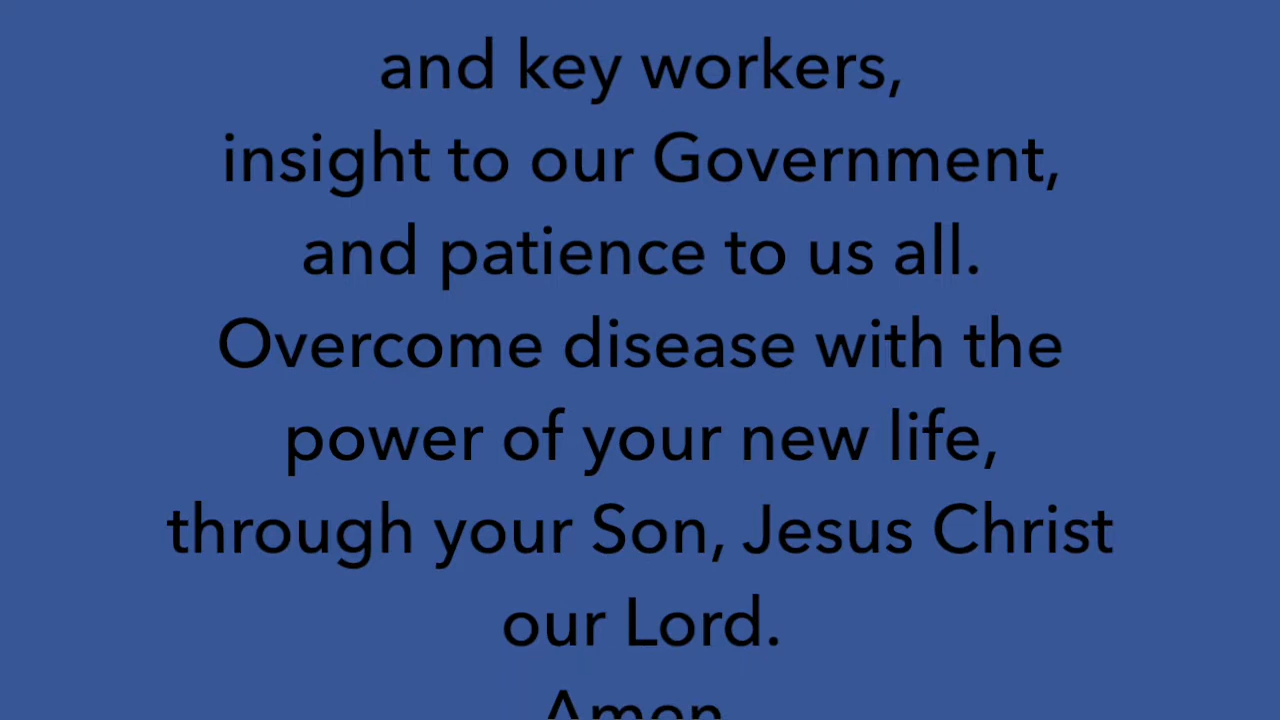 and key workers,
insight to our Government,
and patience to us all.
Overcome disease with the
power of your new life,
through your Son, Jesus Christ
our Lord.
Amen